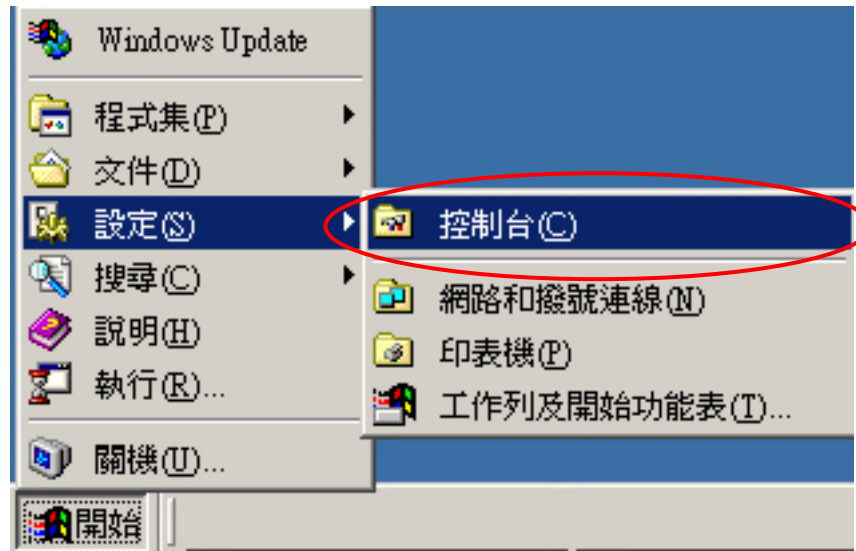 Windows Update
程式集(P)
文件(D)
設定(S)
控制台(C)
搜尋(C)
網路和撥號連線(N)
說明(H)
印表機(P)
執行(R)...
工作列及開始功能表(T)...
關機(U)...
開始